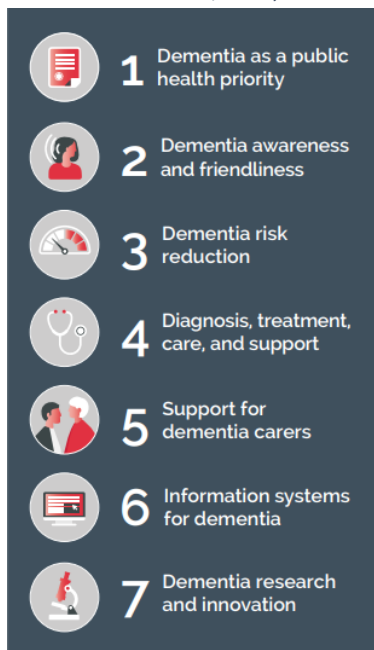 1 Dementia as a public
health priority
2 Dementia awareness
and friendliness
3 Dementia risk
reduction
4 Diagnosis, treatment,
care, and support
5 Support for
dementia carers
6 Information systems
for dementia
7 Dementia research
and innovation